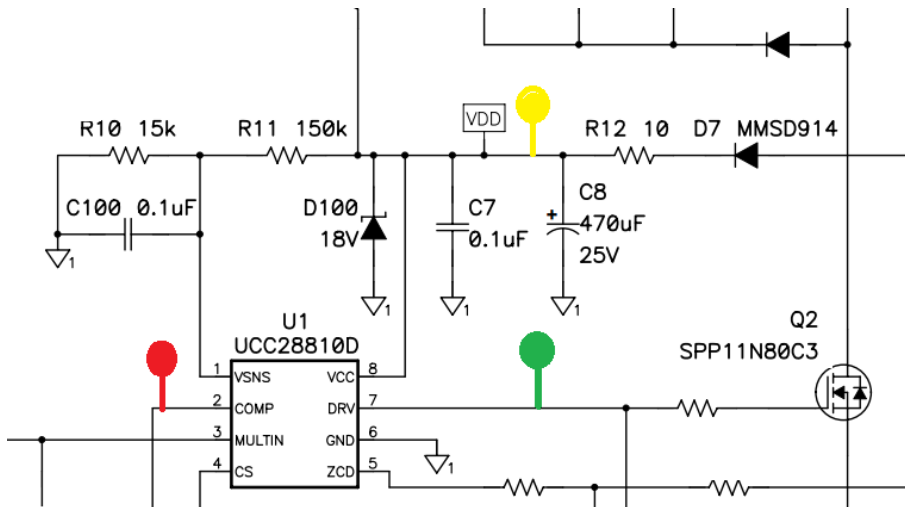 VDD
R10 15k
R11 150k
R12 10
D7 MMSD914
C100 0.1uF
D100
18V
C7
0.1uF
+
C8
470uF
25V
1
1
1
1
U1
UCC28810D
Q2
SPP11N80C3
1 VSNS VCC 8
2 COMP DRV 7
3 MULTIN GND 6
4 CS ZCD 5
1